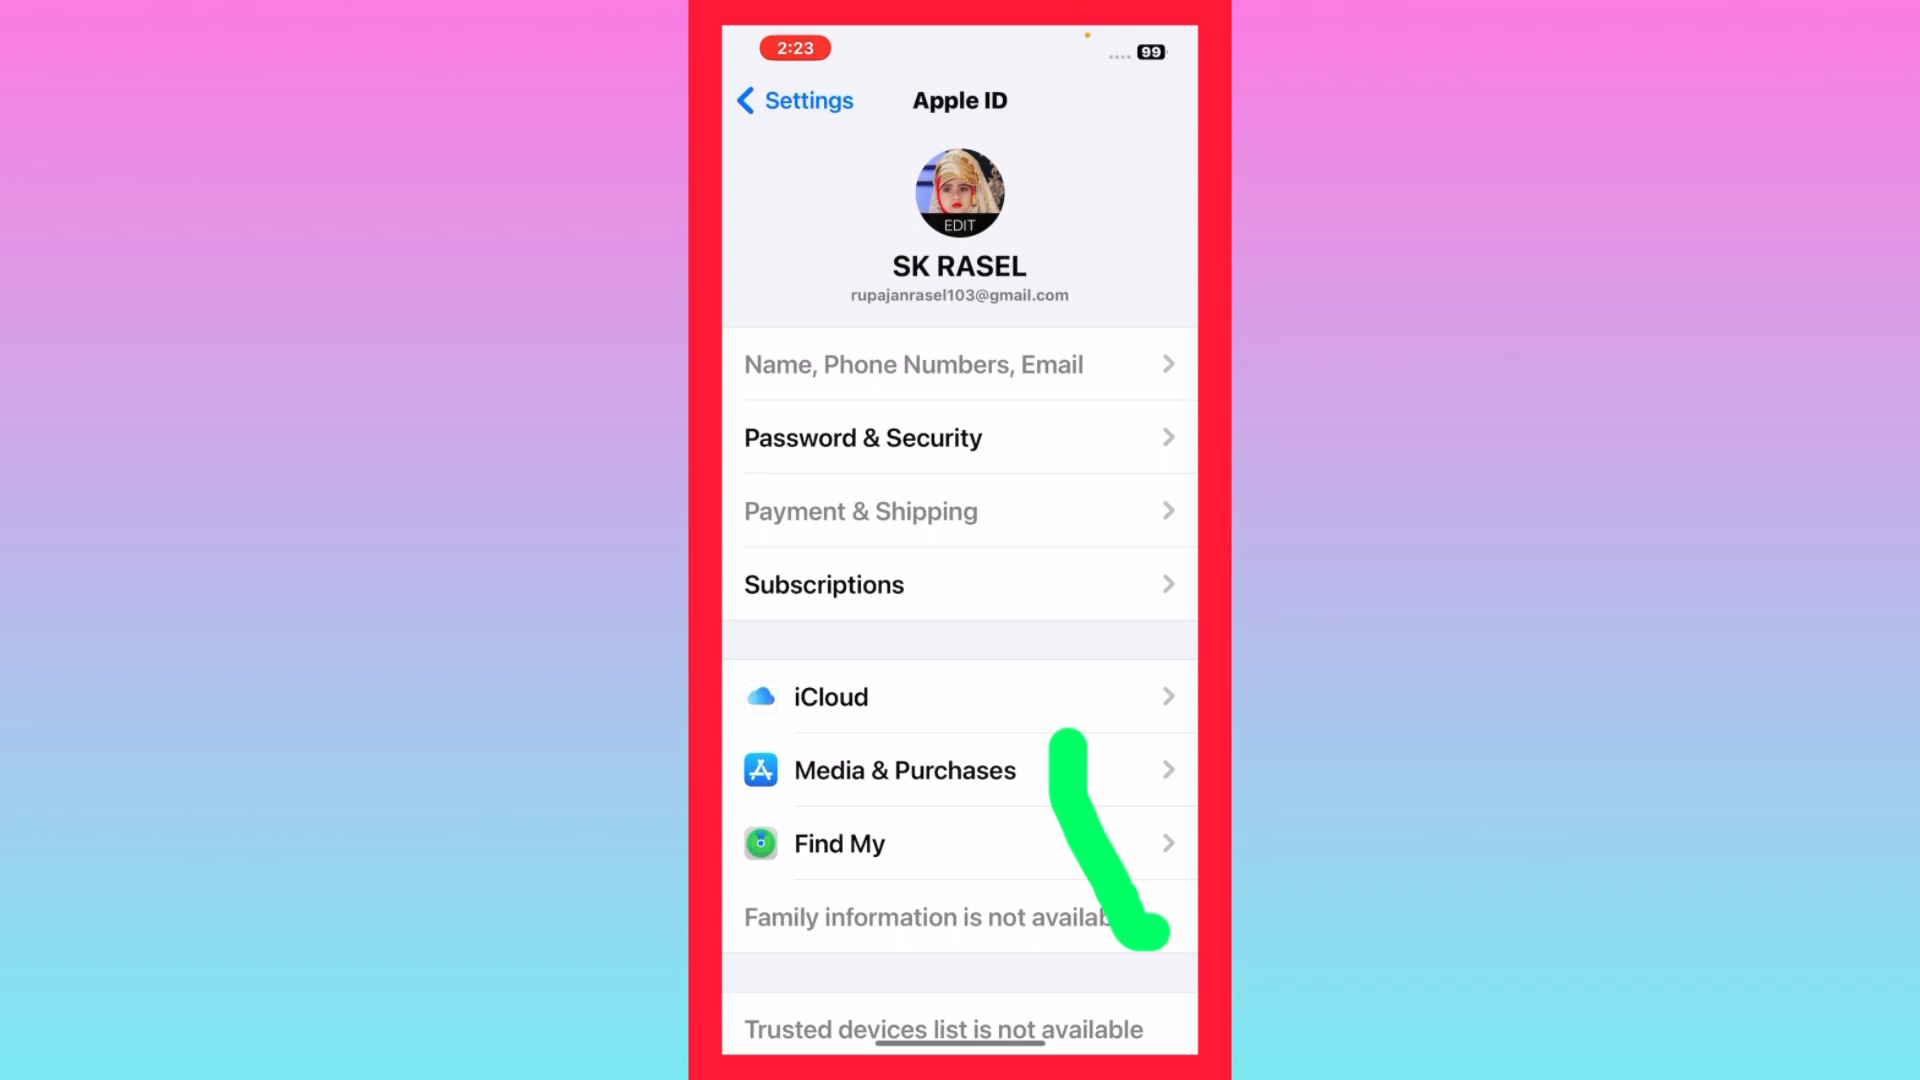 2:23
99
Settings
Apple ID
EDIT
SK RASEL
rupajanrasel103@gmail.com
Name, Phone Numbers, Email
Password & Security
Payment & Shipping
Subscriptions
iCloud
Media & Purchases
Find My
Family information is not availab
Trusted devices list is not available